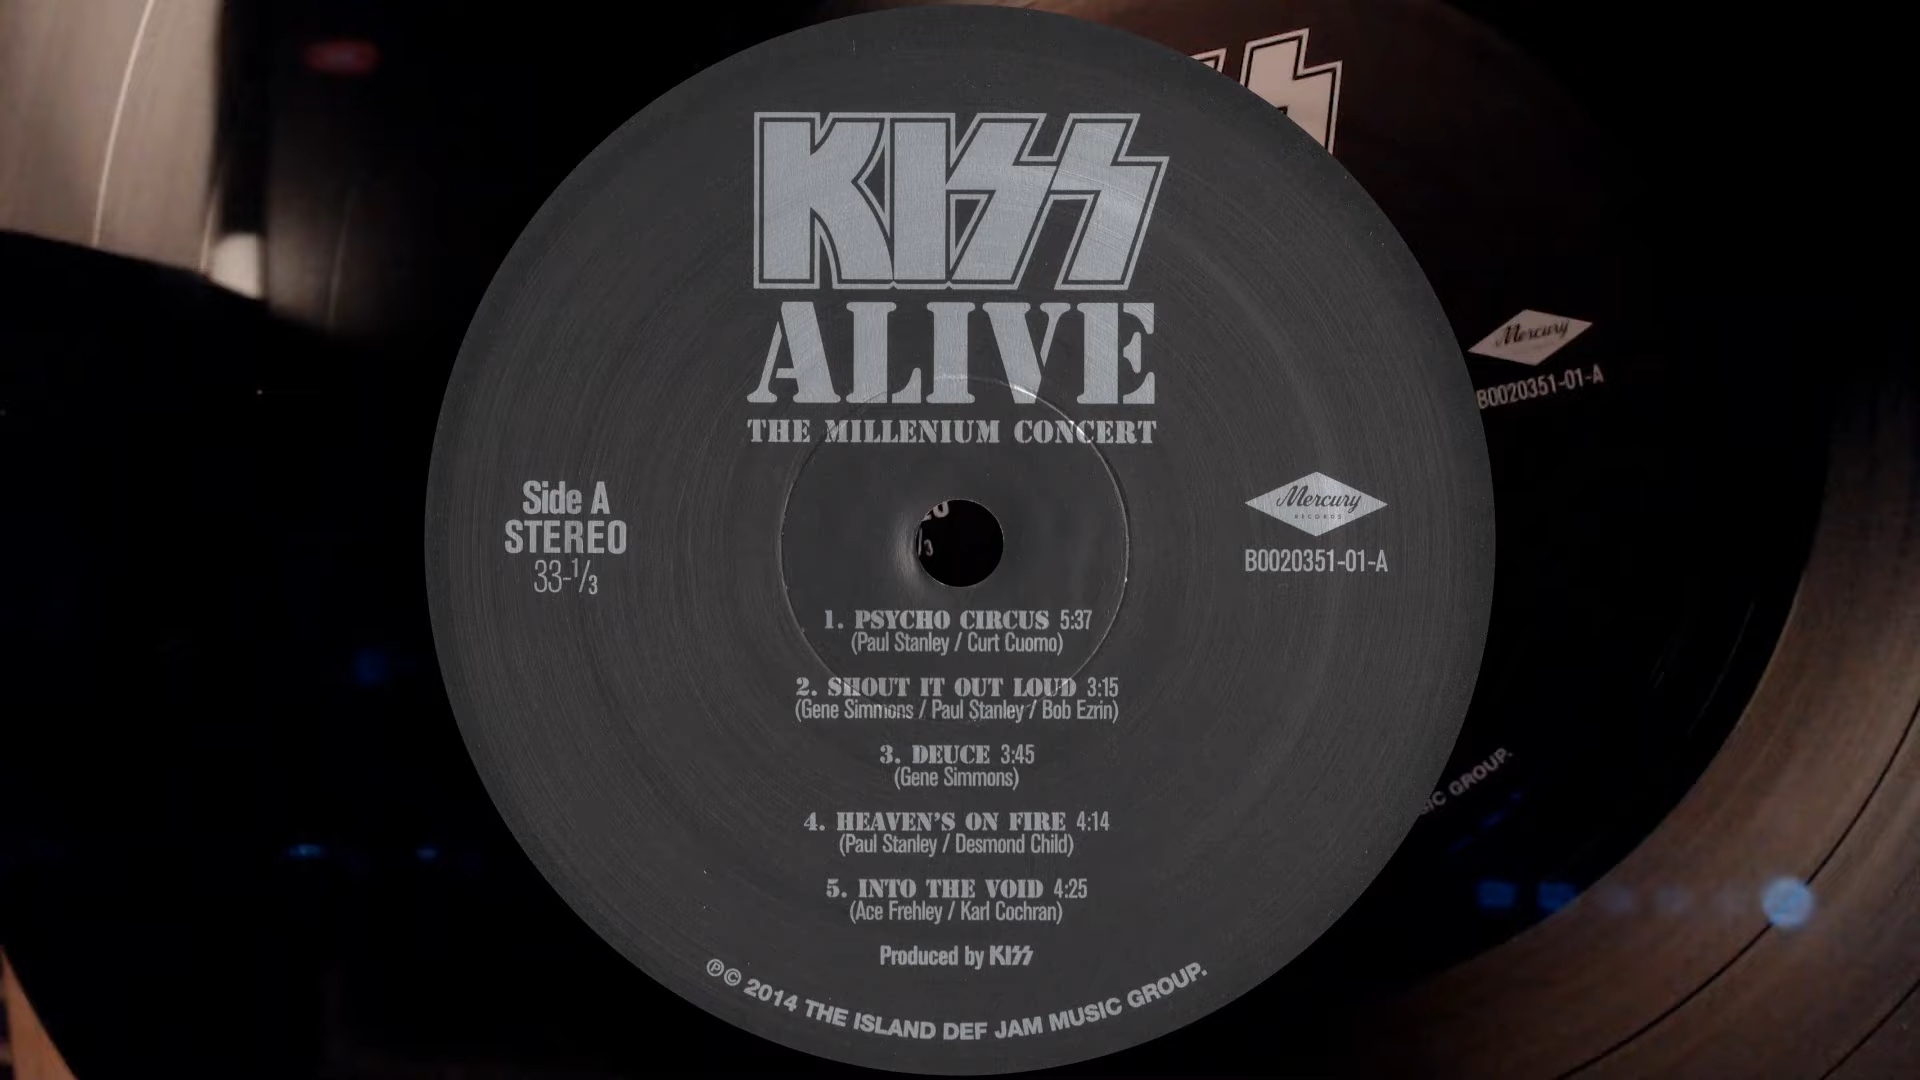 KISS
ALIVE
THE MILLENIUM CONCERT
Side A
STEREO
33-1/3
Mercury
RECORDS
B0020351-01-A
1. PSYCHO CIRCUS 5:37
(Paul Stanley / Curt Cuomo)
2. SHOUT IT OUT LOUD 3:15
(Gene Simmons / Paul Stanley / Bob Ezrin)
3. DEUCE 3:45
(Gene Simmons)
4. HEAVEN'S ON FIRE 4:14
(Paul Stanley / Desmond Child)
5. INTO THE VOID 4:25
(Ace Frehley / Karl Cochran)
Produced by KISS
℗© 2014 THE ISLAND DEF JAM MUSIC GROUP.
Mercury
B0020351-01-A
GROUP.